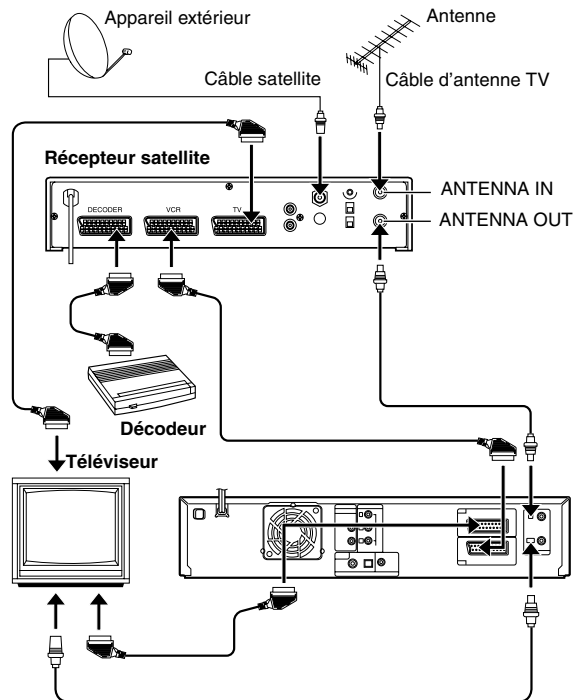 Appareil extérieur
Antenne
Câble satellite
Câble d'antenne TV
Récepteur satellite
ANTENNA IN
DECODER
VCR
TV
ANTENNA OUT
Décodeur
Téléviseur